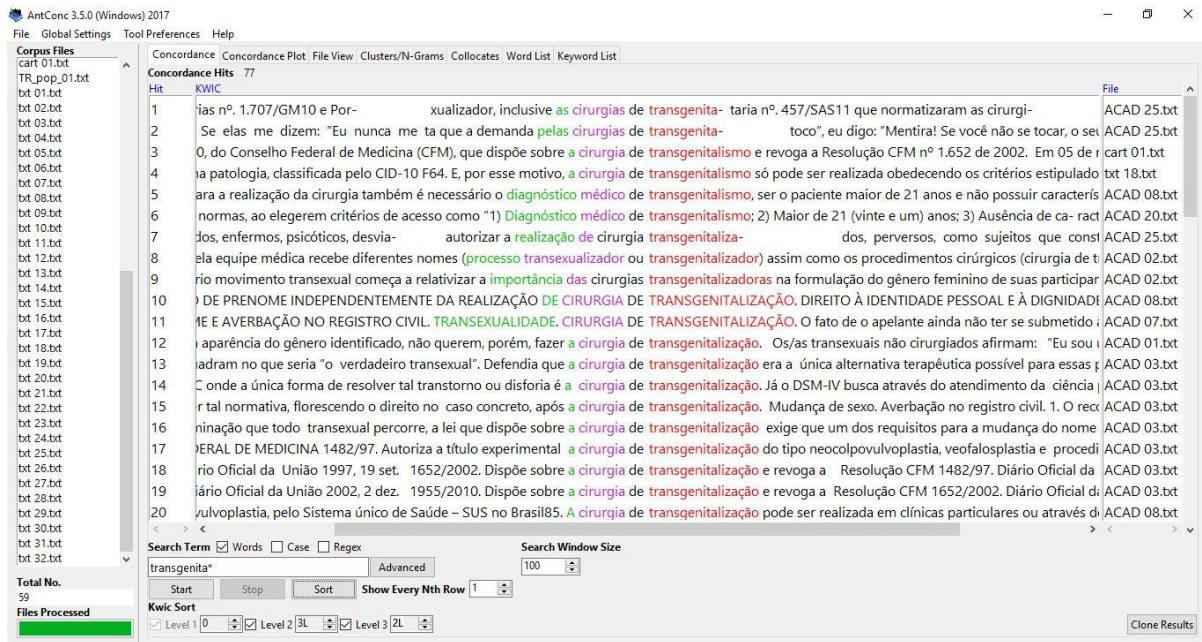 AntConc 3.5.0 (Windows) 2017
File Global Settings Tool Preferences Help
Corpus Files
cart 01.txt
TR_pop_01.txt
txt 01.txt
txt 02.txt
txt 03.txt
txt 04.txt
txt 05.txt
txt 06.txt
txt 07.txt
txt 08.txt
txt 09.txt
txt 10.txt
txt 11.txt
txt 12.txt
txt 13.txt
txt 14.txt
txt 15.txt
txt 16.txt
txt 17.txt
txt 18.txt
txt 19.txt
txt 20.txt
txt 21.txt
txt 22.txt
txt 23.txt
txt 24.txt
txt 25.txt
txt 26.txt
txt 27.txt
txt 28.txt
txt 29.txt
txt 30.txt
txt 31.txt
txt 32.txt
Total No.
59
Files Processed
Concordance Concordance Plot File View Clusters/N-Grams Collocates Word List Keyword List
Concordance Hits 77
Hit KWIC File
1 ias nº. 1.707/GM10 e Por- xualizador, inclusive as cirurgias de transgenita- taria nº. 457/SAS11 que normatizaram as cirurgi- ACAD 25.txt
2 Se elas me dizem: "Eu nunca me ta que a demanda pelas cirurgias de transgenita- toco", eu digo: "Mentira! Se você não se tocar, o seu ACAD 25.txt
3 0, do Conselho Federal de Medicina (CFM), que dispõe sobre a cirurgia de transgenitalismo e revoga a Resolução CFM nº 1.652 de 2002. Em 05 de r cart 01.txt
4 na patologia, classificada pelo CID-10 F64. E, por esse motivo, a cirurgia de transgenitalismo só pode ser realizada obedecendo os critérios estipulado txt 18.txt
5 ara a realização da cirurgia também é necessário o diagnóstico médico de transgenitalismo, ser o paciente maior de 21 anos e não possuir caracterís ACAD 08.txt
6 normas, ao elegerem critérios de acesso como "1) Diagnóstico médico de transgenitalismo; 2) Maior de 21 (vinte e um) anos; 3) Ausência de ca- ract ACAD 20.txt
7 dos, enfermos, psicóticos, desvia- autorizar a realização de cirurgia transgenitaliza- dos, perversos, como sujeitos que const ACAD 25.txt
8 ela equipe médica recebe diferentes nomes (processo transexualizador ou transgenitalizador) assim como os procedimentos cirúrgicos (cirurgia de t ACAD 02.txt
9 rio movimento transexual começa a relativizar a importância das cirurgias transgenitalizadoras na formulação do gênero feminino de suas participar ACAD 02.txt
10 DE PRENOME INDEPENDENTEMENTE DA REALIZAÇÃO DE CIRURGIA DE TRANSGENITALIZAÇÃO. DIREITO À IDENTIDADE PESSOAL E À DIGNIDADE ACAD 08.txt
11 ME E AVERBAÇÃO NO REGISTRO CIVIL. TRANSEXUALIDADE. CIRURGIA DE TRANSGENITALIZAÇÃO. O fato de o apelante ainda não ter se submetido ACAD 07.txt
12 aparência do gênero identificado, não querem, porém, fazer a cirurgia de transgenitalização. Os/as transexuais não cirurgiados afirmam: "Eu sou ACAD 01.txt
13 uadram no que seria "o verdadeiro transexual". Defendia que a cirurgia de transgenitalização era a única alternativa terapêutica possível para essas p ACAD 03.txt
14 C onde a única forma de resolver tal transtorno ou disforia é a cirurgia de transgenitalização. Já o DSM-IV busca através do atendimento da ciência ACAD 03.txt
15 r tal normativa, florescendo o direito no caso concreto, após a cirurgia de transgenitalização. Mudança de sexo. Averbação no registro civil. 1. O reco ACAD 03.txt
16 minação que todo transexual percorre, a lei que dispõe sobre a cirurgia de transgenitalização exige que um dos requisitos para a mudança do nome ACAD 03.txt
17 DERAL DE MEDICINA 1482/97. Autoriza a título experimental a cirurgia de transgenitalização do tipo neocolpovulvoplastia, veofalosplastia e procedi ACAD 03.txt
18 rio Oficial da União 1997, 19 set. 1652/2002. Dispõe sobre a cirurgia de transgenitalização e revoga a Resolução CFM 1482/97. Diário Oficial da ACAD 03.txt
19 iário Oficial da União 2002, 2 dez. 1955/2010. Dispõe sobre a cirurgia de transgenitalização e revoga a Resolução CFM 1652/2002. Diário Oficial da ACAD 03.txt
20 vulvoplastia, pelo Sistema único de Saúde – SUS no Brasil85. A cirurgia de transgenitalização pode ser realizada em clínicas particulares ou através d ACAD 08.txt
Search Term Words Case Regex Search Window Size
transgenita* Advanced 100
Start Stop Sort Show Every Nth Row 1
Kwic Sort
Level 1 0 Level 2 3L Level 3 2L Clone Results